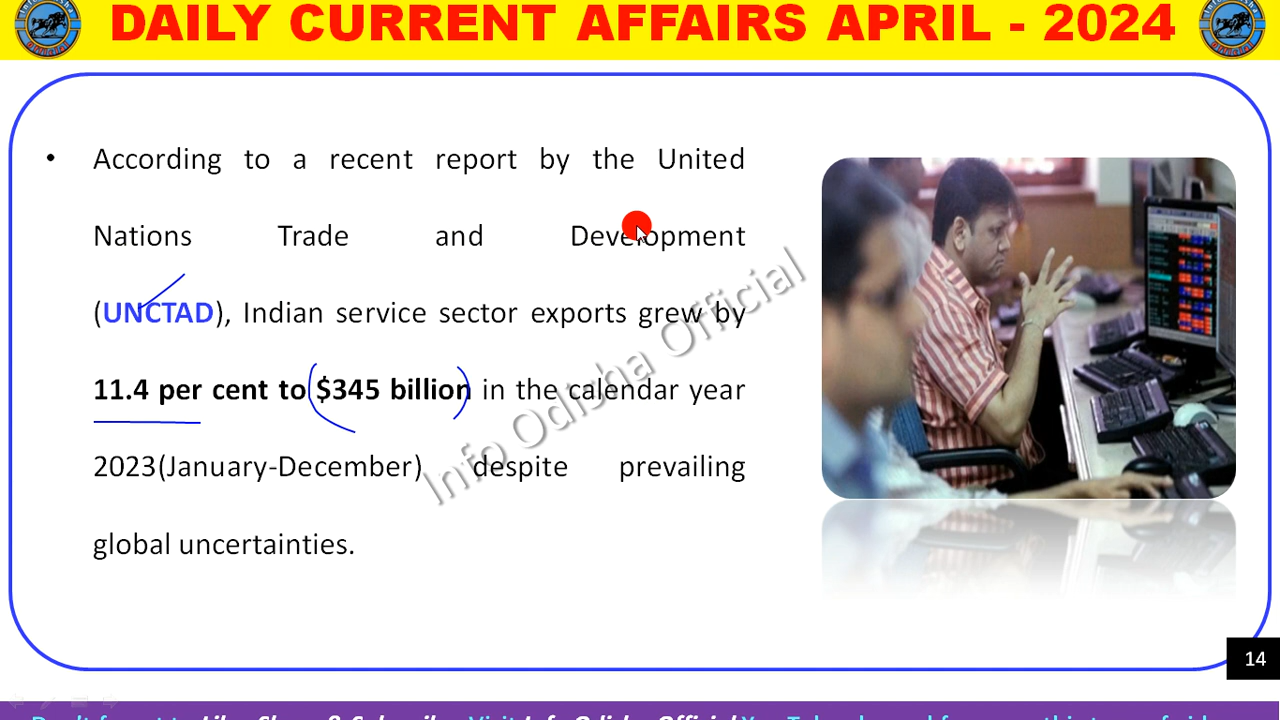 DAILY CURRENT AFFAIRS APRIL - 2024
• According to a recent report by the United
Nations Trade and Development
(UNCTAD), Indian service sector exports grew by
11.4 per cent to $345 billion in the calendar year
2023(January-December) despite prevailing
global uncertainties.
Info Odisha Official
14